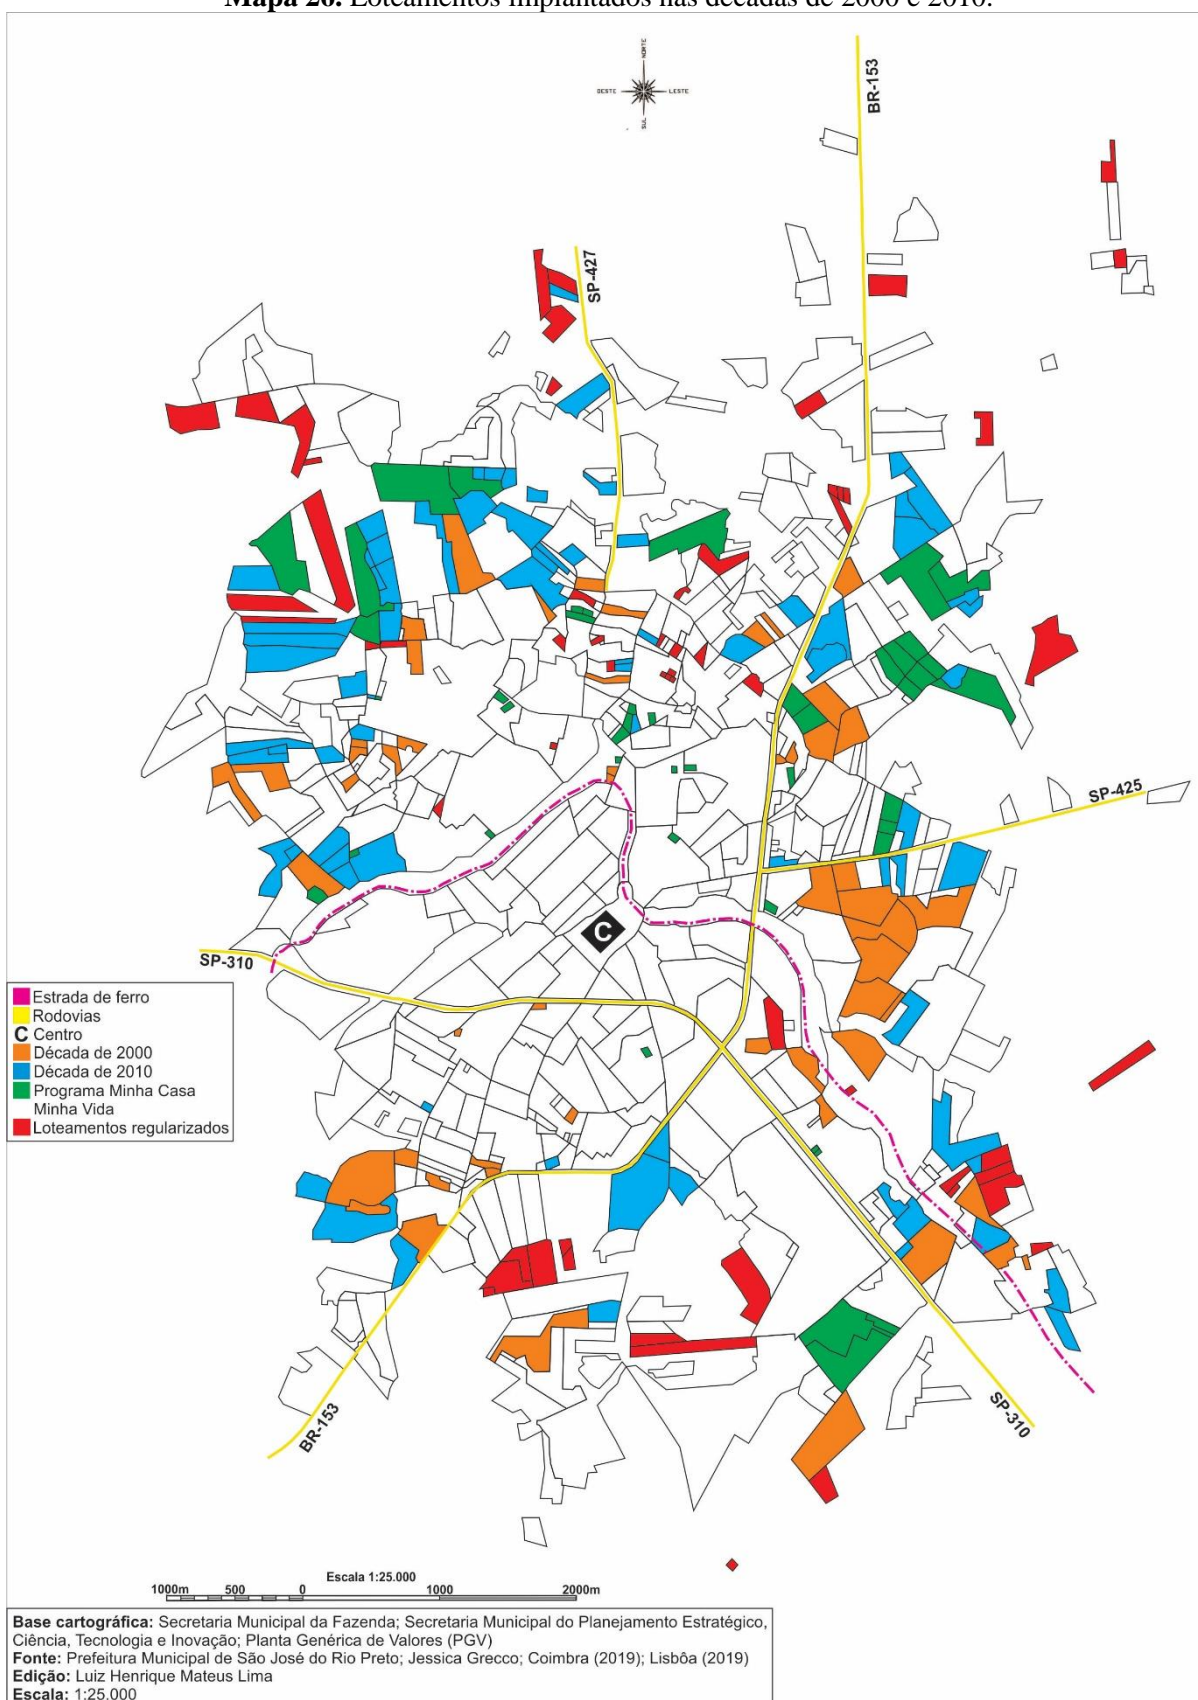 Mapa 26. Loteamentos implantados nas décadas de 2000 e 2010.
NORTE
OESTE
LESTE
SUL
BR-153
SP-427
SP-425
C
SP-310
Estrada de ferro
Rodovias
C Centro
Década de 2000
Década de 2010
Programa Minha Casa
Minha Vida
Loteamentos regularizados
SP-310
BR-153
Escala 1:25.000
1000m 500 0 1000 2000m
Base cartográfica: Secretaria Municipal da Fazenda; Secretaria Municipal do Planejamento Estratégico,
Ciência, Tecnologia e Inovação; Planta Genérica de Valores (PGV)
Fonte: Prefeitura Municipal de São José do Rio Preto; Jessica Grecco; Coimbra (2019); Lisbôa (2019)
Edição: Luiz Henrique Mateus Lima
Escala: 1:25.000